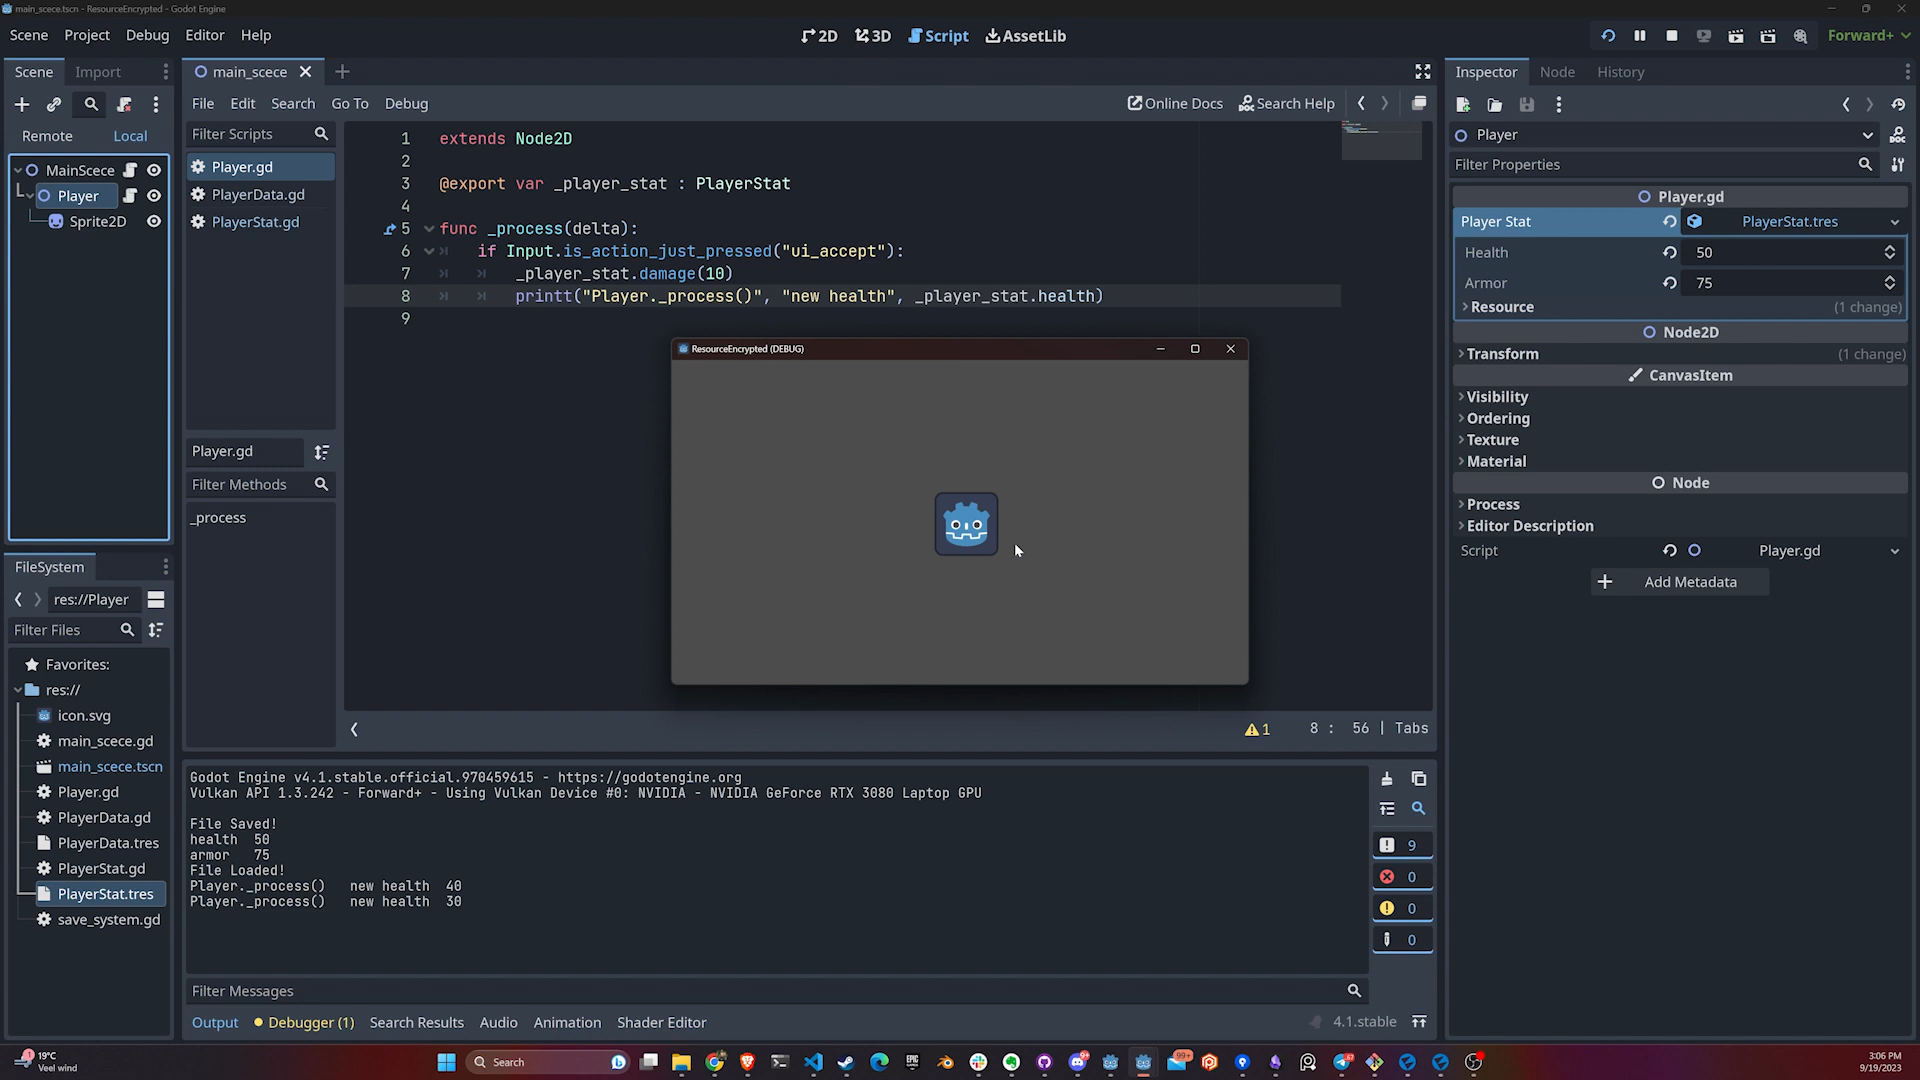 main_scece.tscn - ResourceEncrypted - Godot Engine
Scene Project Debug Editor Help
2D 3D Script AssetLib
Forward+
Scene Import
main_scece
Inspector Node History
File Edit Search Go To Debug
Online Docs Search Help
Remote Local
Filter Scripts
Player
Filter Properties
MainScece
Player
Sprite2D
Player.gd
PlayerData.gd
PlayerStat.gd
1 extends Node2D
2
3 @export var _player_stat : PlayerStat
4
5 func _process(delta):
6 if Input.is_action_just_pressed("ui_accept"):
7 _player_stat.damage(10)
8 printt("Player._process()", "new health", _player_stat.health)
9
Player.gd
Filter Methods
_process
ResourceEncrypted (DEBUG)
Player.gd
Player Stat PlayerStat.tres
Health 50
Armor 75
Resource (1 change)
Node2D
Transform (1 change)
CanvasItem
Visibility
Ordering
Texture
Material
Node
Process
Editor Description
Script Player.gd
Add Metadata
FileSystem
res://Player
Filter Files
Favorites:
res://
icon.svg
main_scece.gd
main_scece.tscn
Player.gd
PlayerData.gd
PlayerData.tres
PlayerStat.gd
PlayerStat.tres
save_system.gd
1 8 : 56 | Tabs
Godot Engine v4.1.stable.official.970459615 - https://godotengine.org
Vulkan API 1.3.242 - Forward+ - Using Vulkan Device #0: NVIDIA - NVIDIA GeForce RTX 3080 Laptop GPU
File Saved!
health 50
armor 75
File Loaded!
Player._process() new health 40
Player._process() new health 30
9
0
0
0
Filter Messages
Output Debugger (1) Search Results Audio Animation Shader Editor
4.1.stable
1
19°C
Veel wind
Search
EPIC
99+
3:06 PM
9/19/2023